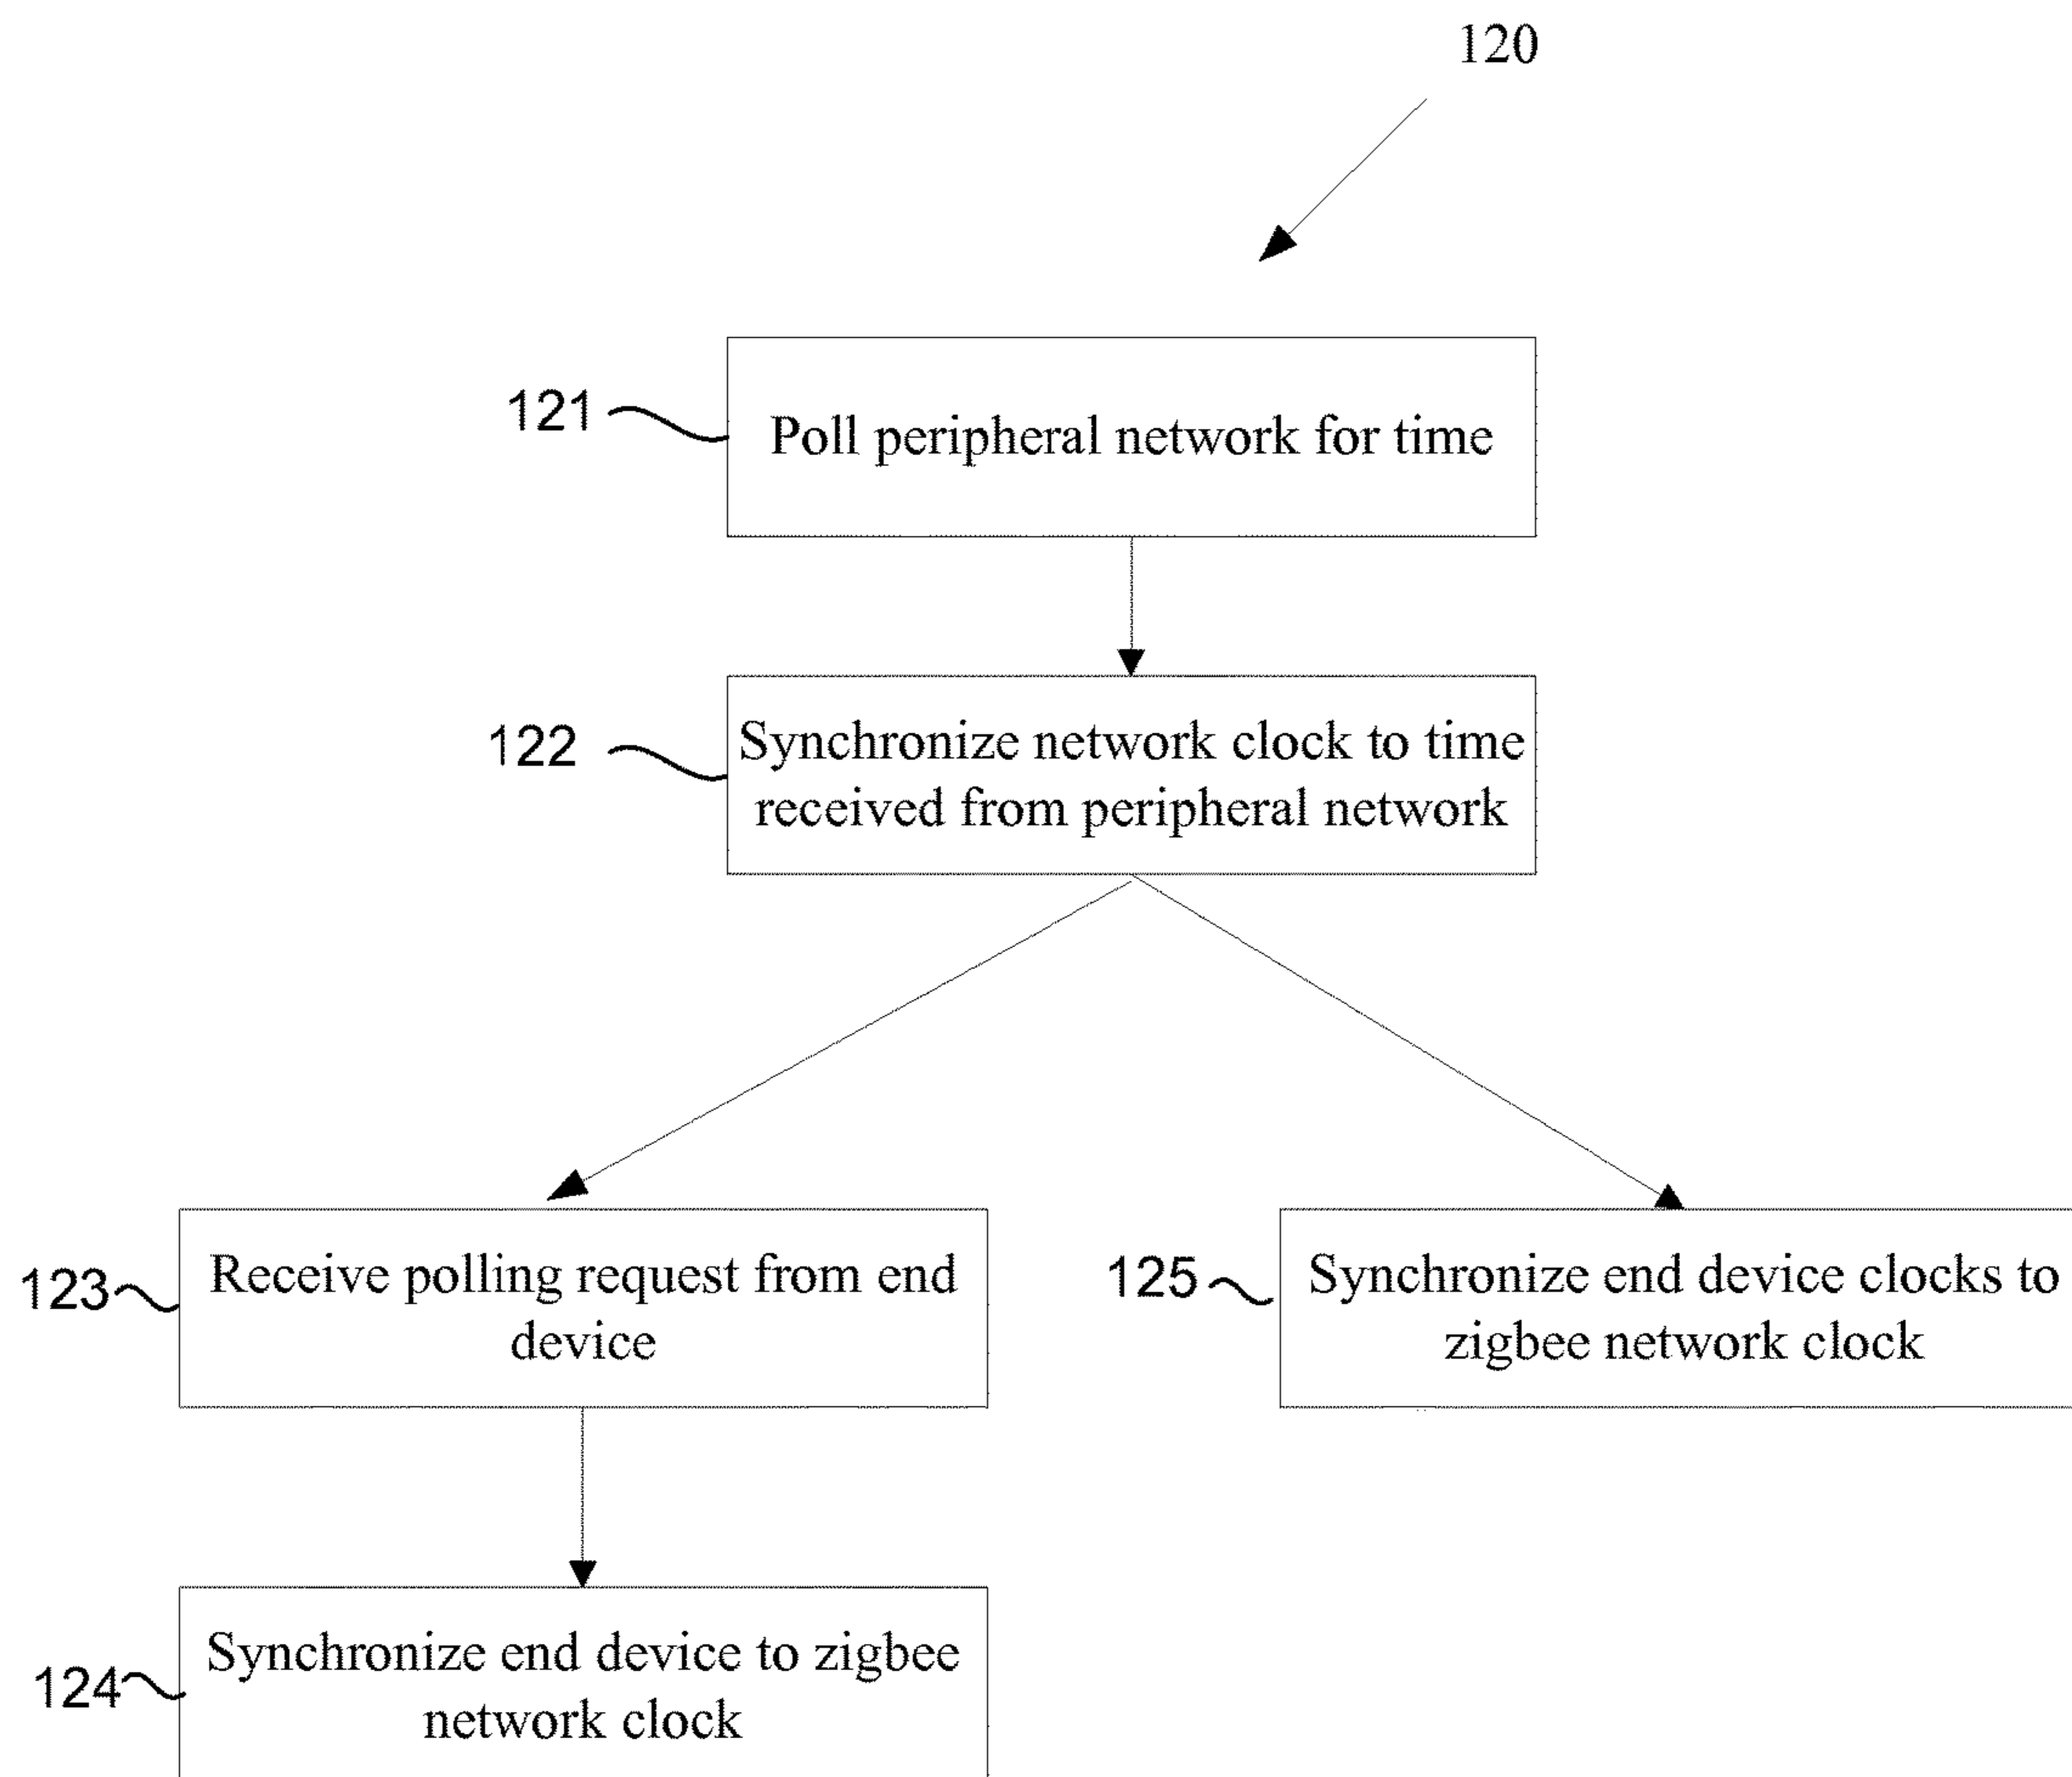 120
121
Poll peripheral network for time
122
Synchronize network clock to time
received from peripheral network
123
Receive polling request from end
device
125
Synchronize end device clocks to
zigbee network clock
124
Synchronize end device to zigbee
network clock